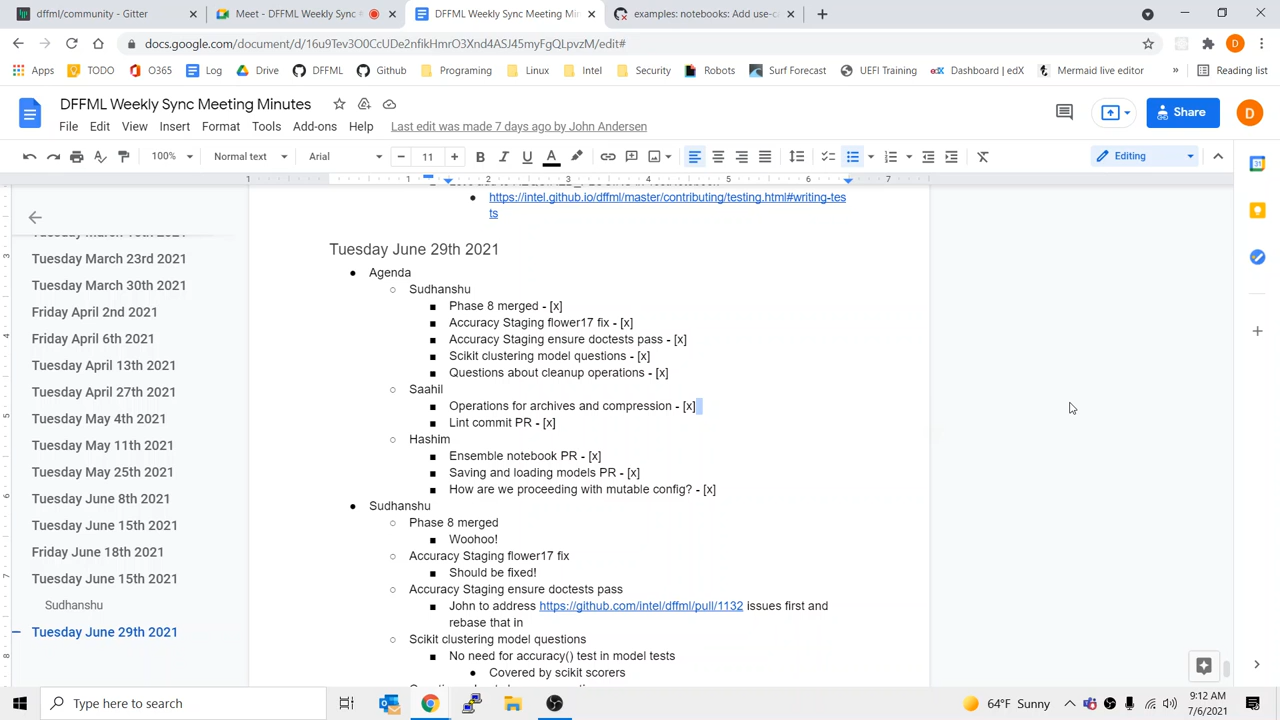 dffml/community - Gitter
Meet - DFFML Weekly Sync
DFFML Weekly Sync Meeting Min
examples: notebooks: Add use-c
docs.google.com/document/d/16u9Tev3O0CcUDe2nfikHmrO3Xnd4ASJ45myFgQLpvzM/edit#
Apps TODO O365 Log Drive DFFML Github Programing Linux Intel Security Robots Surf Forecast UEFI Training Dashboard | edX Mermaid live editor » Reading list
DFFML Weekly Sync Meeting Minutes
File Edit View Insert Format Tools Add-ons Help Last edit was made 7 days ago by John Andersen
Share
D
100% Normal text Arial 11 Editing
https://intel.github.io/dffml/master/contributing/testing.html#writing-tes
ts
Tuesday March 23rd 2021
Tuesday March 30th 2021
Friday April 2nd 2021
Friday April 6th 2021
Tuesday April 13th 2021
Tuesday April 27th 2021
Tuesday May 4th 2021
Tuesday May 11th 2021
Tuesday May 25th 2021
Tuesday June 8th 2021
Tuesday June 15th 2021
Friday June 18th 2021
Tuesday June 15th 2021
Sudhanshu
Tuesday June 29th 2021
Tuesday June 29th 2021
Agenda
Sudhanshu
Phase 8 merged - [x]
Accuracy Staging flower17 fix - [x]
Accuracy Staging ensure doctests pass - [x]
Scikit clustering model questions - [x]
Questions about cleanup operations - [x]
Saahil
Operations for archives and compression - [x]
Lint commit PR - [x]
Hashim
Ensemble notebook PR - [x]
Saving and loading models PR - [x]
How are we proceeding with mutable config? - [x]
Sudhanshu
Phase 8 merged
Woohoo!
Accuracy Staging flower17 fix
Should be fixed!
Accuracy Staging ensure doctests pass
John to address https://github.com/intel/dffml/pull/1132 issues first and
rebase that in
Scikit clustering model questions
No need for accuracy() test in model tests
Covered by scikit scorers
Type here to search
64°F Sunny
9:12 AM
7/6/2021